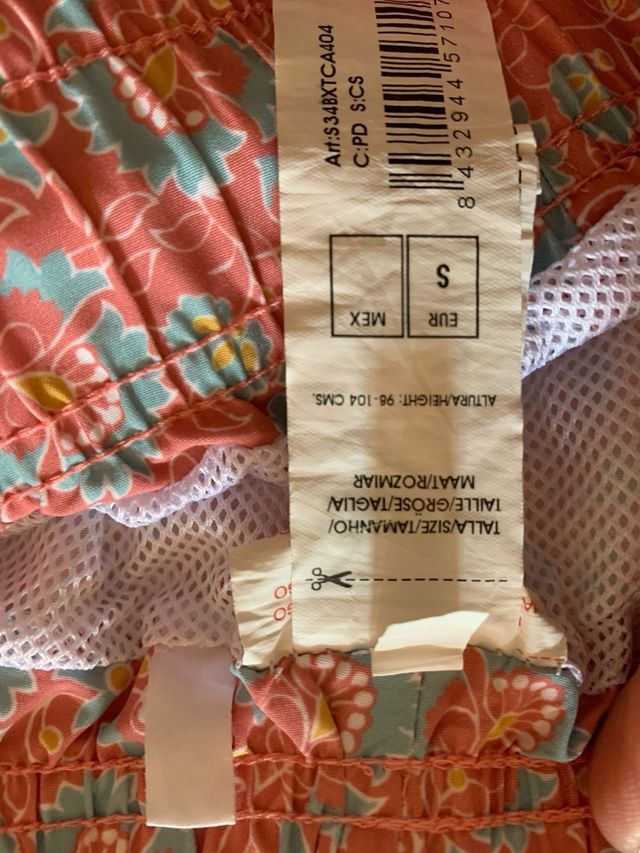 TALLA/SIZE/TAMANHO/
TAILLE/GRÖSE/TAGLIA/
MAAT/ROZMIAR
ALTURA/HEIGHT: 98-104 CMS.
EUR
S
MEX
Art:S34BXTCA404
C:PD S:CS
8 432944 57107